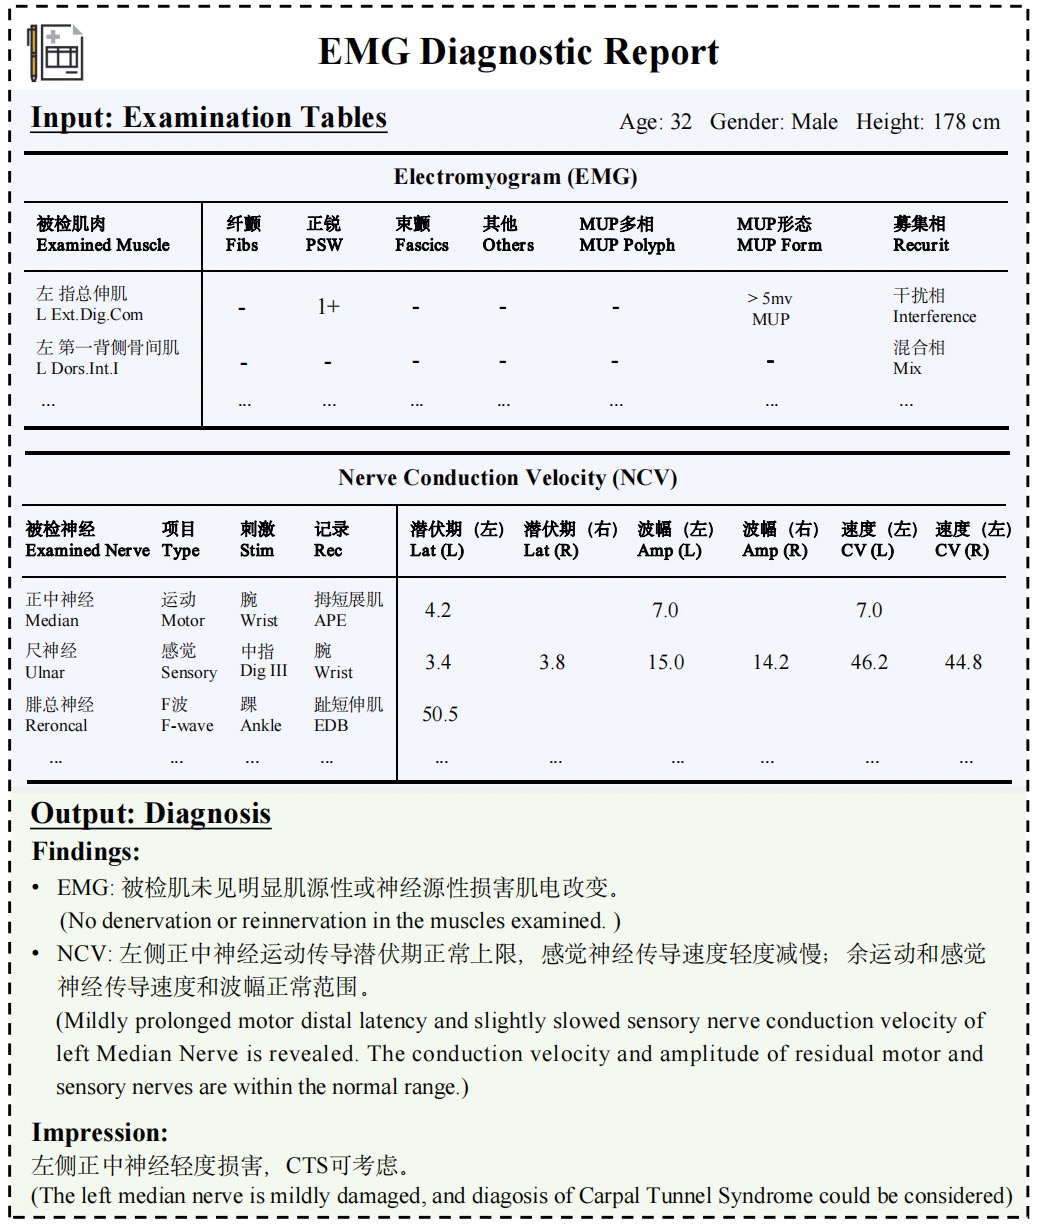 EMG Diagnostic Report
Input: Examination Tables Age: 32 Gender: Male Height: 178 cm
Electromyogram (EMG)
被检肌肉 纤颤 正锐 束颤 其他 MUP多相 MUP形态 募集相
Examined Muscle Fibs PSW Fascics Others MUP Polyph MUP Form Recurit
左 指总伸肌 - 1+ - - - > 5mv 干扰相
L Ext.Dig.Com MUP Interference
左 第一背侧骨间肌 - - - - - - 混合相
L Dors.Int.I Mix
... ... ... ... ... ... ... ...
Nerve Conduction Velocity (NCV)
被检神经 项目 刺激 记录 潜伏期（左） 潜伏期（右） 波幅（左） 波幅（右） 速度（左） 速度（左）
Examined Nerve Type Stim Rec Lat (L) Lat (R) Amp (L) Amp (R) CV (L) CV (R)
正中神经 运动 腕 拇短展肌 4.2 7.0 7.0
Median Motor Wrist APE
尺神经 感觉 中指 腕 3.4 3.8 15.0 14.2 46.2 44.8
Ulnar Sensory Dig III Wrist
腓总神经 F波 踝 趾短伸肌 50.5
Reroncal F-wave Ankle EDB
... ... ... ... ... ... ... ... ... ...
Output: Diagnosis
Findings:
• EMG: 被检肌未见明显肌源性或神经源性损害肌电改变。
(No denervation or reinnervation in the muscles examined. )
• NCV: 左侧正中神经运动传导潜伏期正常上限，感觉神经传导速度轻度减慢；余运动和感觉
神经传导速度和波幅正常范围。
(Mildly prolonged motor distal latency and slightly slowed sensory nerve conduction velocity of
left Median Nerve is revealed. The conduction velocity and amplitude of residual motor and
sensory nerves are within the normal range.)
Impression:
左侧正中神经轻度损害，CTS可考虑。
(The left median nerve is mildly damaged, and diagosis of Carpal Tunnel Syndrome could be considered)